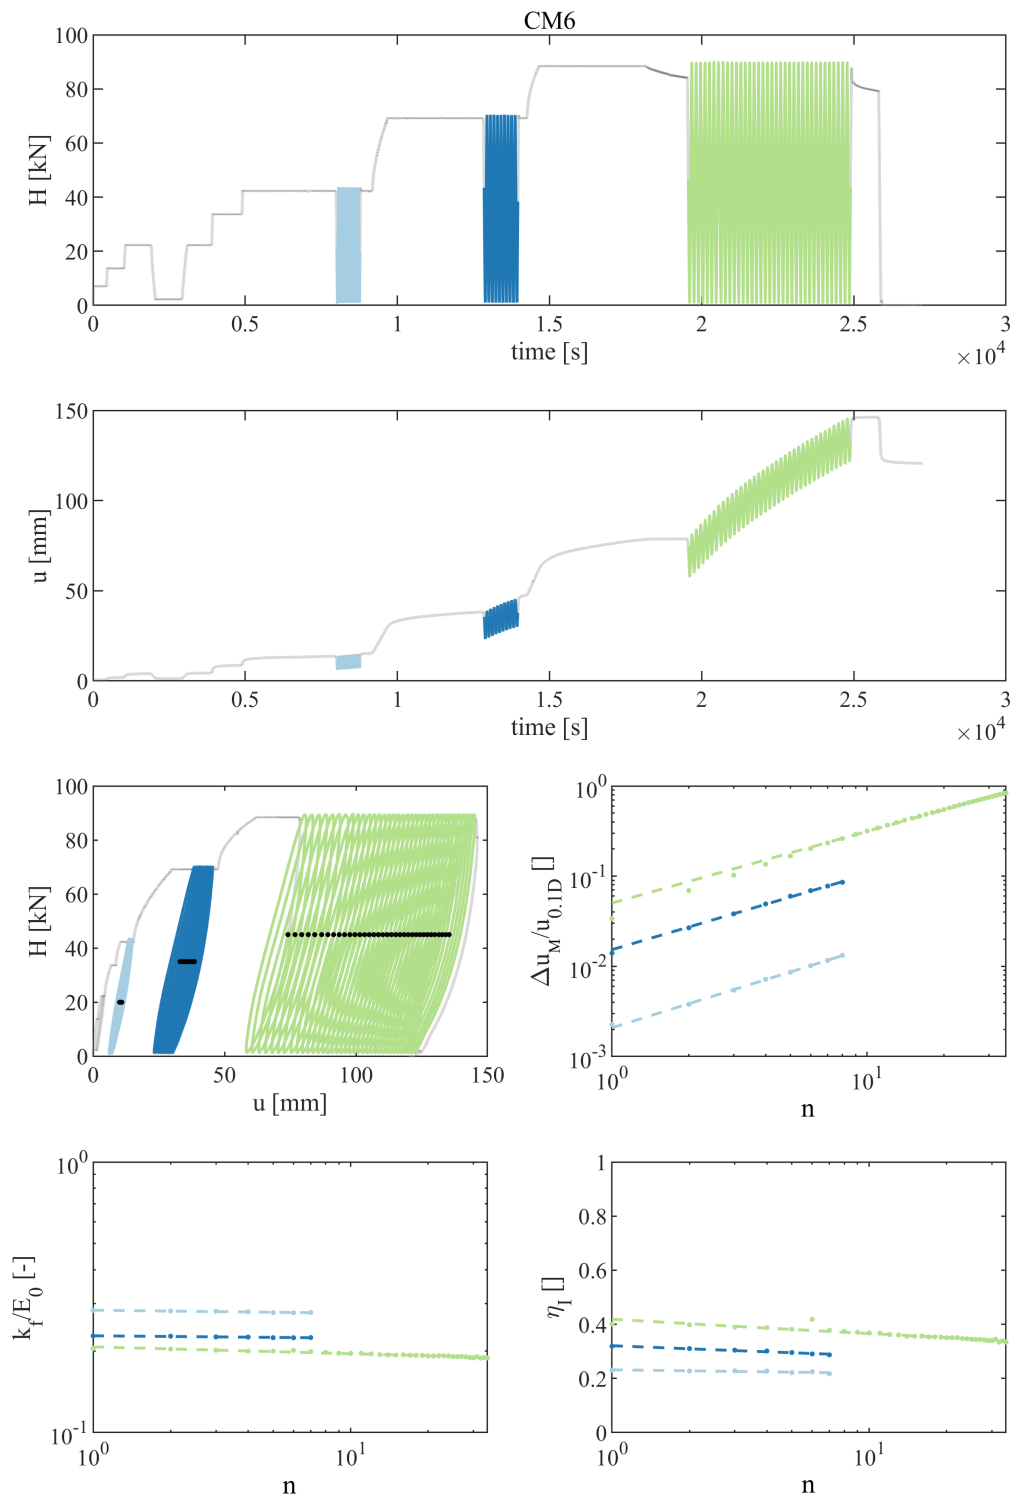 CM6
100
80
60
40
20
0
H [kN]
0 0.5 1 1.5 2 2.5 3
time [s]
×10^4
150
100
50
0
u [mm]
0 0.5 1 1.5 2 2.5 3
time [s]
×10^4
100
80
60
40
20
0
H [kN]
0 50 100 150
u [mm]
10^0
10^-1
10^-2
10^-3
Δu_M/u_0.1D []
10^0 10^1
n
10^0
10^-1
k_f/E_0 [-]
10^0 10^1
n
1
0.8
0.6
0.4
0.2
0
η_I []
10^0 10^1
n